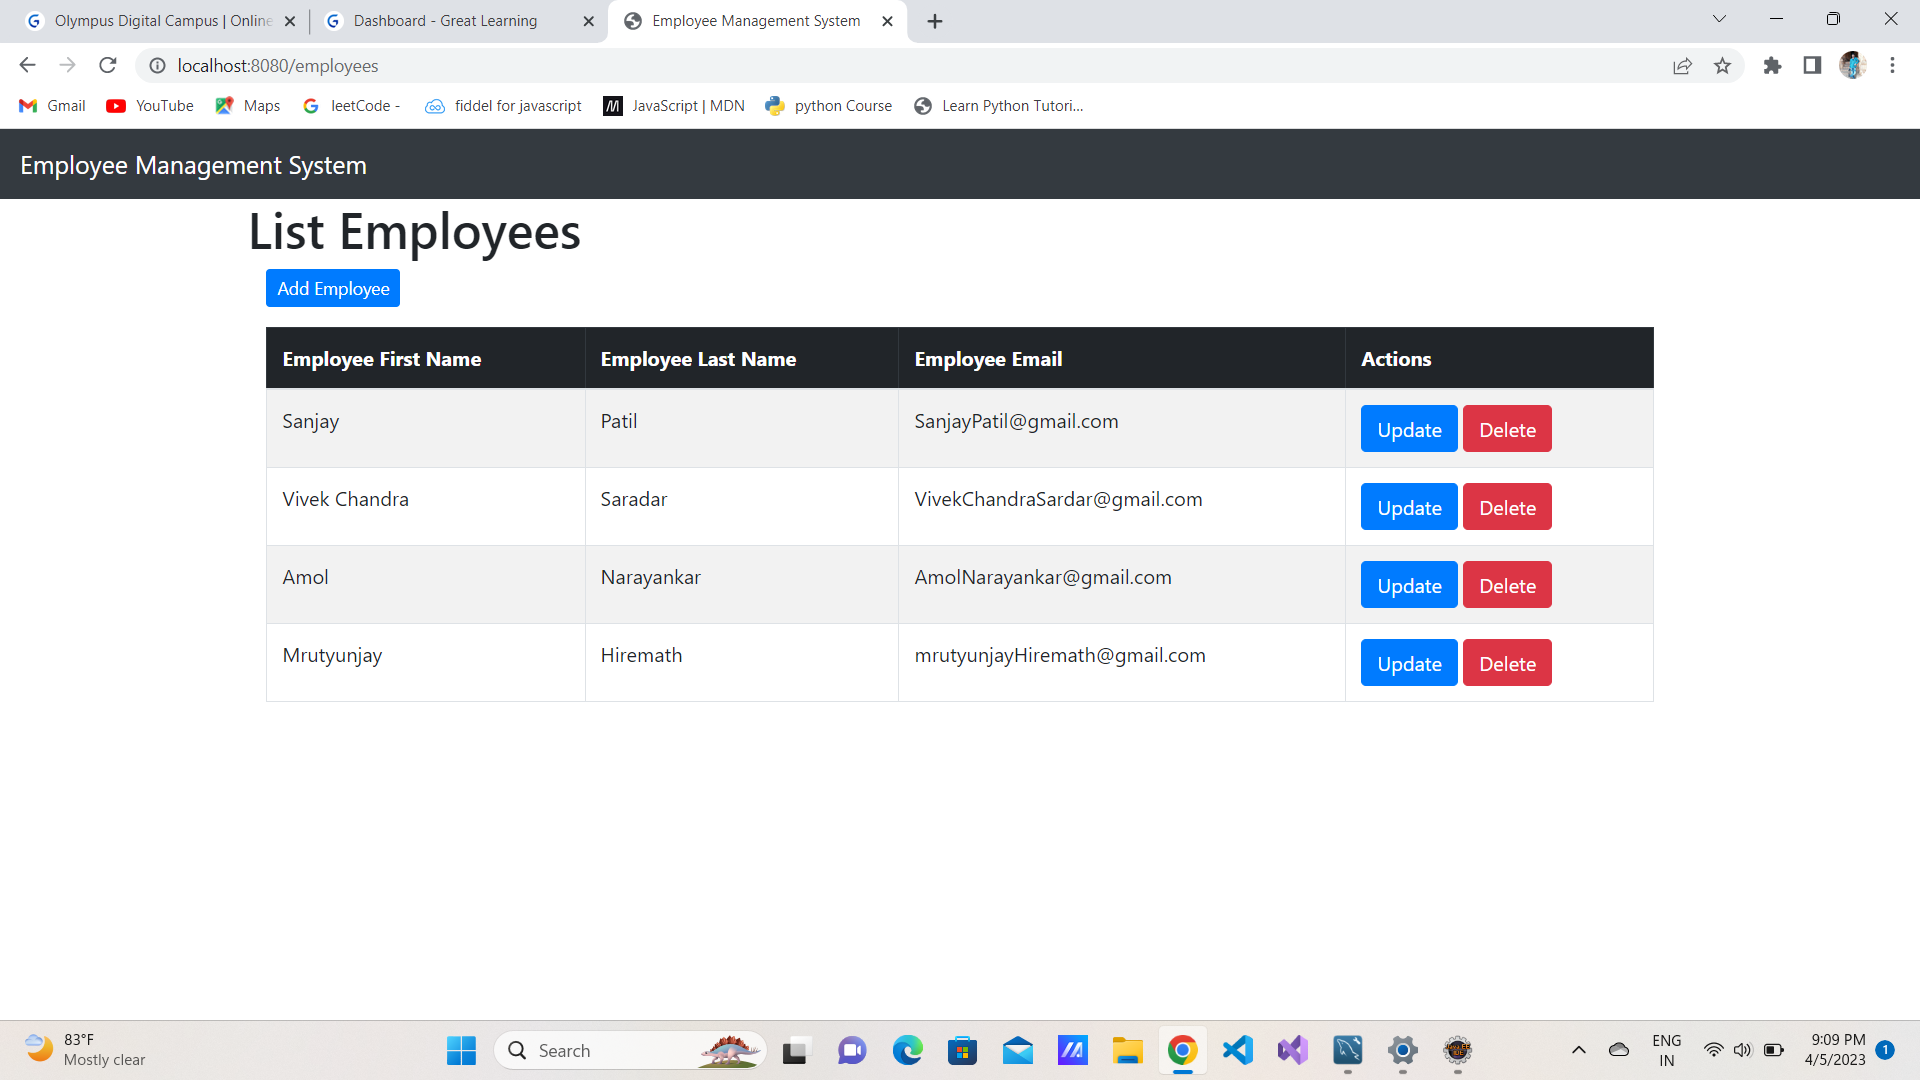 Olympus Digital Campus | Online
Dashboard - Great Learning
Employee Management System
localhost:8080/employees
Gmail YouTube Maps leetCode - fiddel for javascript JavaScript | MDN python Course Learn Python Tutori...
Employee Management System
List Employees
Add Employee
Employee First Name Employee Last Name Employee Email Actions
Sanjay Patil SanjayPatil@gmail.com Update Delete
Vivek Chandra Saradar VivekChandraSardar@gmail.com Update Delete
Amol Narayankar AmolNarayankar@gmail.com Update Delete
Mrutyunjay Hiremath mrutyunjayHiremath@gmail.com Update Delete
83°F
Mostly clear
Search
ENG
IN
9:09 PM
4/5/2023
1